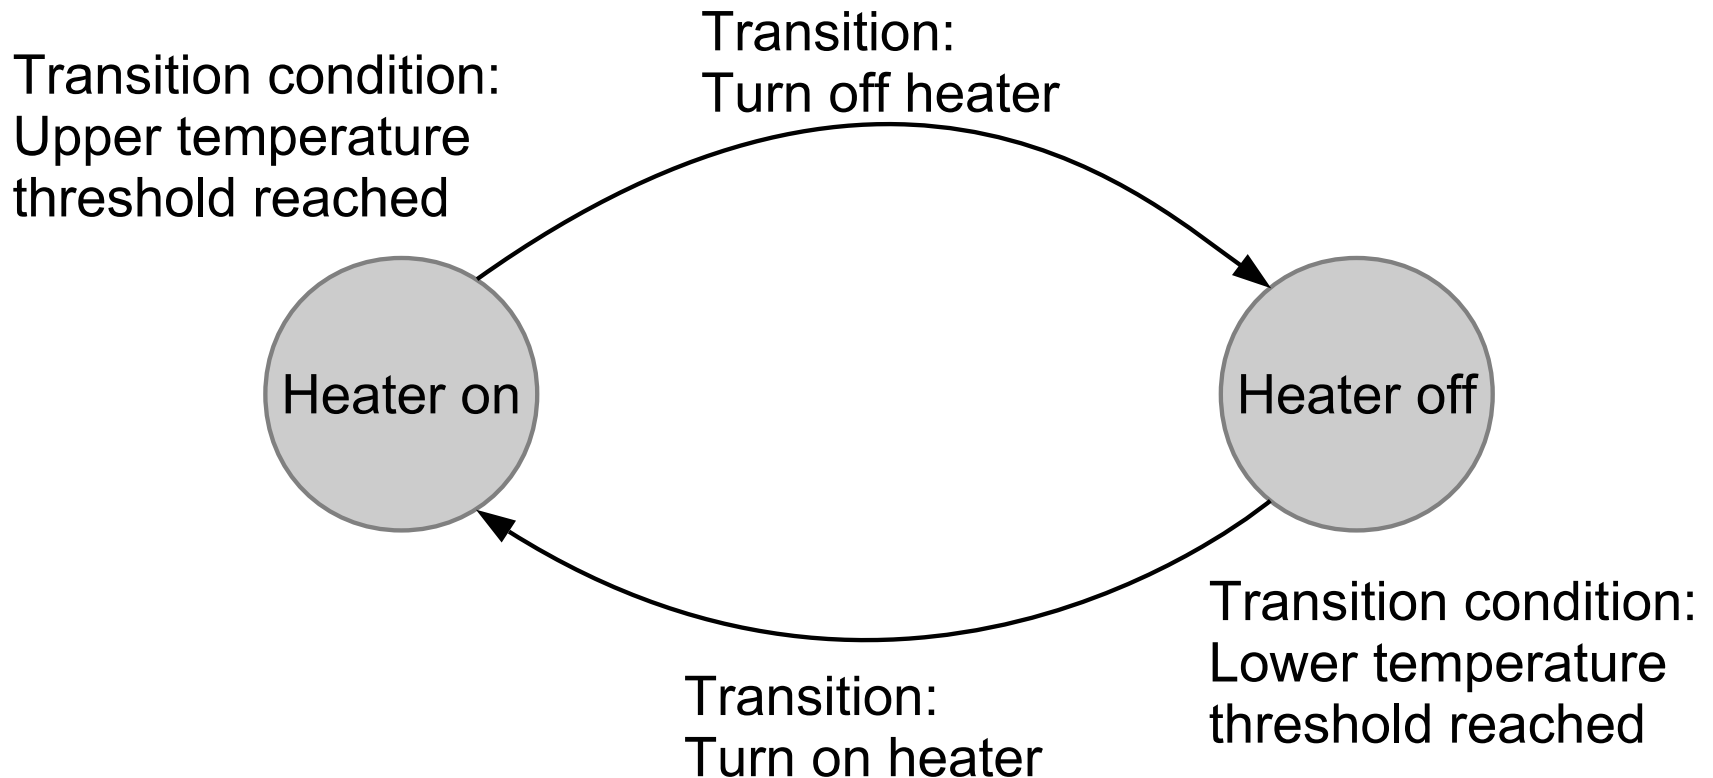 Transition condition:
Upper temperature
threshold reached
Transition:
Turn off heater
Heater on
Heater off
Transition condition:
Lower temperature
threshold reached
Transition:
Turn on heater